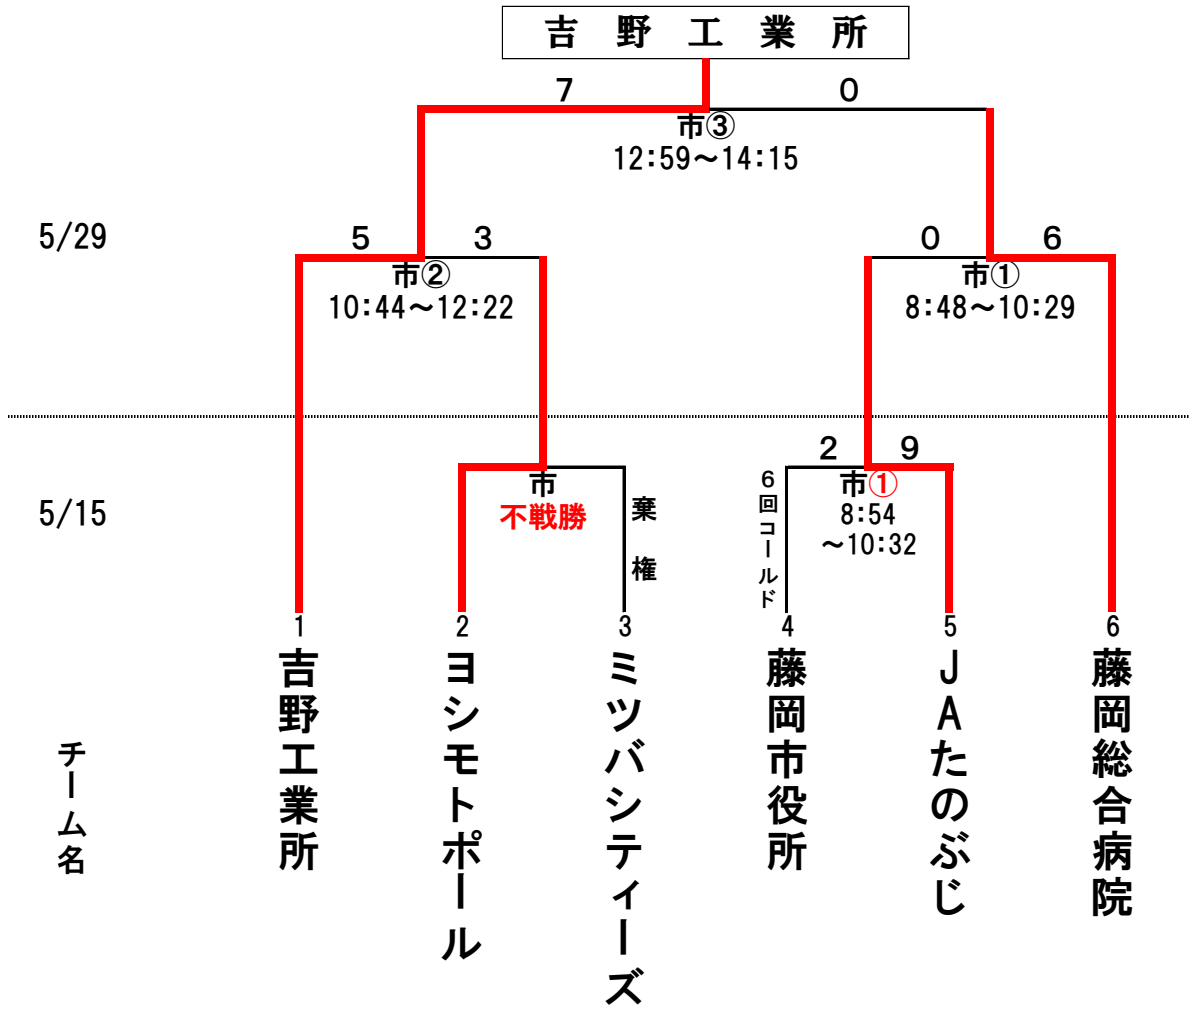 吉野工業所
7 0
市③
12:59～14:15
5/29
5 3
市②
10:44～12:22
0 6
市①
8:48～10:29
5/15
市
不戦勝
棄権
2 9
市①
8:54
～10:32
6回コールド
1 2 3 4 5 6
チーム名
吉野工業所
ヨシモトポール
ミツバシティーズ
藤岡市役所
JAたのふじ
藤岡総合病院